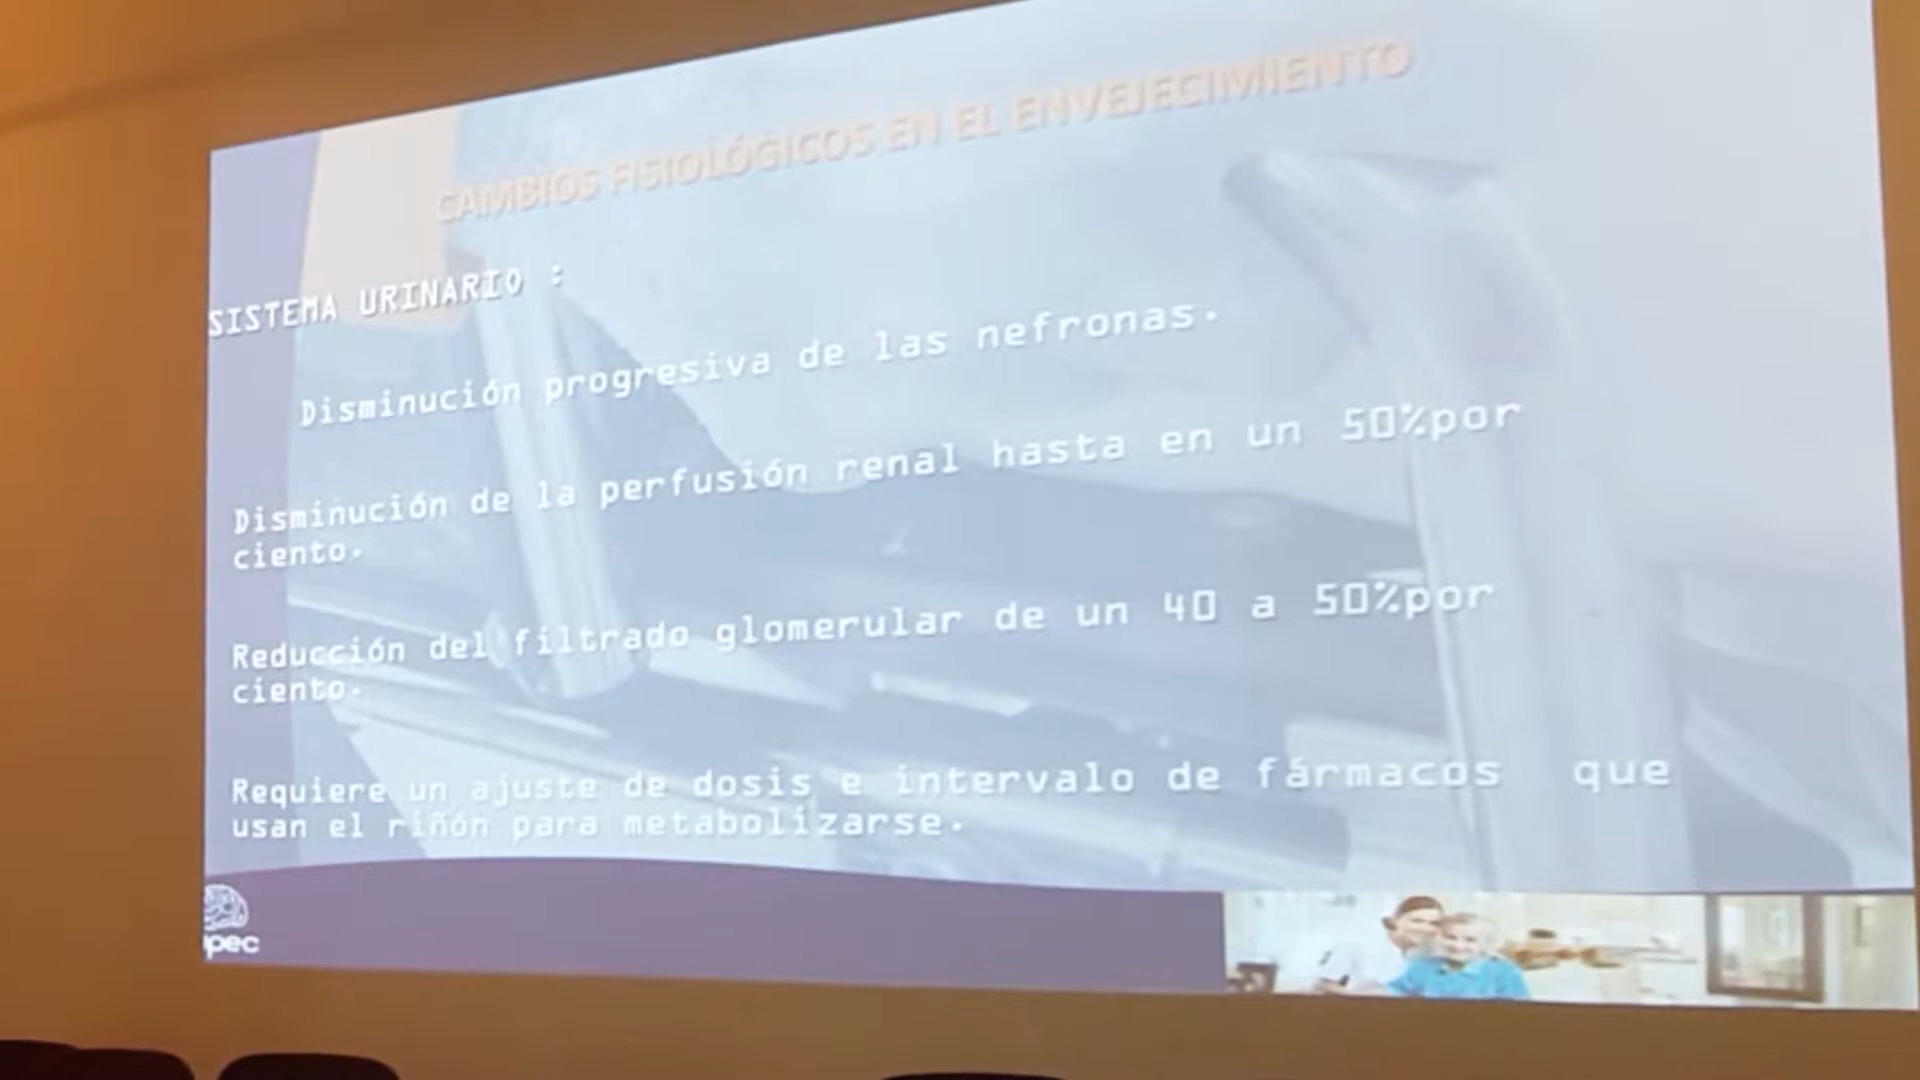 CAMBIOS FISIOLÓGICOS EN EL ENVEJECIMIENTO
SISTEMA URINARIO :
Disminución progresiva de las nefronas.
Disminución de la perfusión renal hasta en un 50%por
ciento.
Reducción del filtrado glomerular de un 40 a 50%por
ciento.
Requiere un ajuste de dosis e intervalo de fármacos que
usan el riñón para metabolizarse.